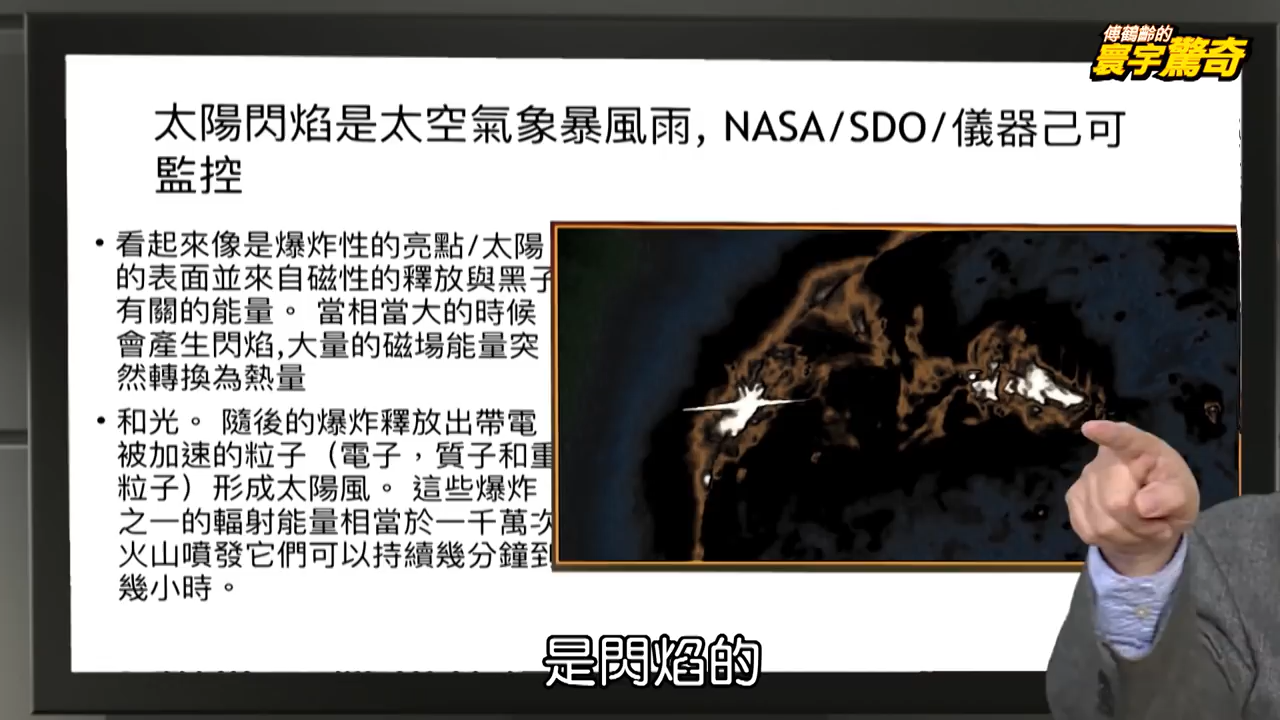 傅鶴齡的
寰宇驚奇
太陽閃焰是太空氣象暴風雨, NASA/SDO/儀器己可
監控
• 看起來像是爆炸性的亮點/太陽
的表面並來自磁性的釋放與黑子
有關的能量。 當相當大的時候
會產生閃焰,大量的磁場能量突
然轉換為熱量
• 和光。 隨後的爆炸釋放出帶電
被加速的粒子（電子，質子和重
粒子）形成太陽風。 這些爆炸
之一的輻射能量相當於一千萬次
火山噴發它們可以持續幾分鐘到
幾小時。
是閃焰的